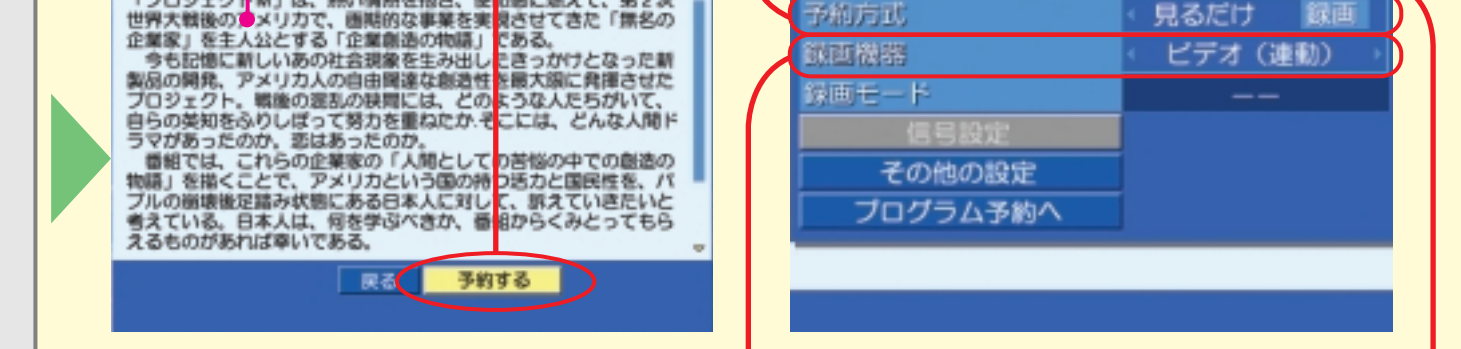 世界大戦後のアメリカで、画期的な事業を実現させてきた「無名の
企業家」を主人公とする「企業創造の物語」である。
　今も記憶に新しいあの社会現象を生み出したきっかけとなった新
製品の開発、アメリカ人の自由闊達な創造性を最大限に発揮させた
プロジェクト。戦後の混乱の狭間には、どのような人たちがいて、
自らの英知をふりしぼって努力を重ねたか.そこには、どんな人間ド
ラマがあったのか、恋はあったのか。
　番組では、これらの企業家の「人間としての苦悩の中での創造の
物語」を描くことで、アメリカという国の持つ活力と国民性を、バ
ブルの崩壊後足踏み状態にある日本人に対して、訴えていきたいと
考えている。日本人は、何を学ぶべきか、番組からくみとってもら
えるものがあれば幸いである。
戻る
予約する
予約方式
見るだけ 録画
録画機器
ビデオ（連動）
録画モード
－－
信号設定
その他の設定
プログラム予約へ